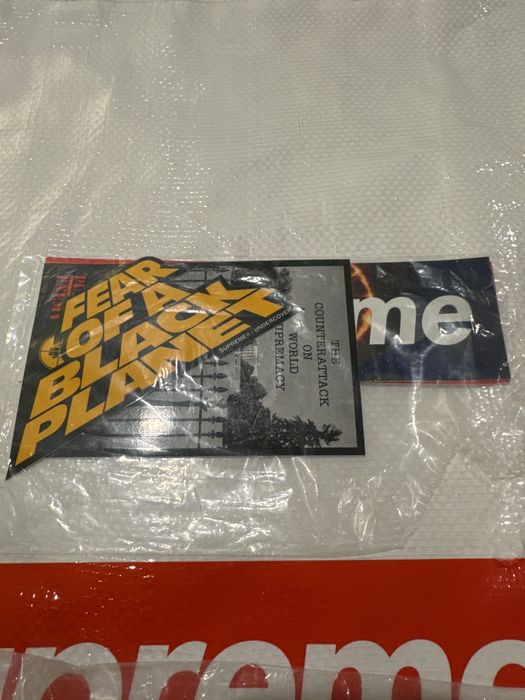 FEAR
OF A
BLACK
PLANET
SUPREME® UNDERCOVER
THE
COUNTERATTACK
ON
WORLD
SUPREMACY
me
upreme